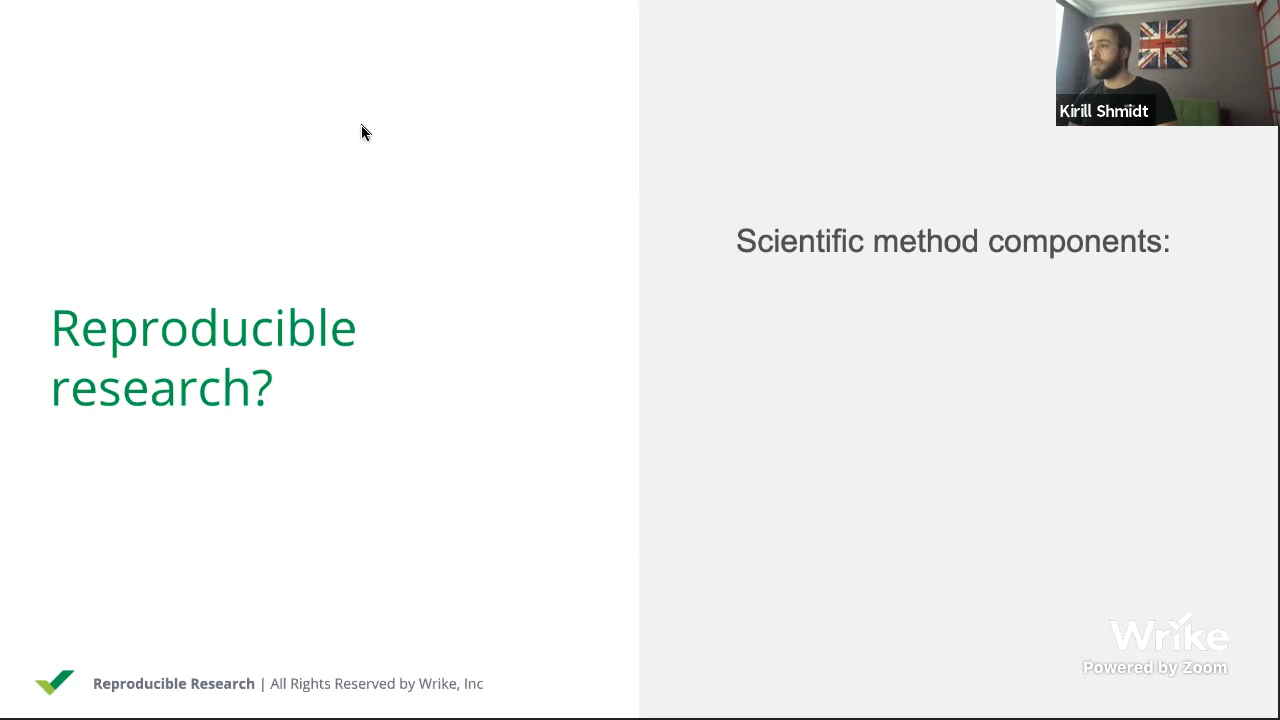 Kirill Shmidt
Scientific method components:
Reproducible
research?
Wrike
Powered by Zoom
Reproducible Research | All Rights Reserved by Wrike, Inc